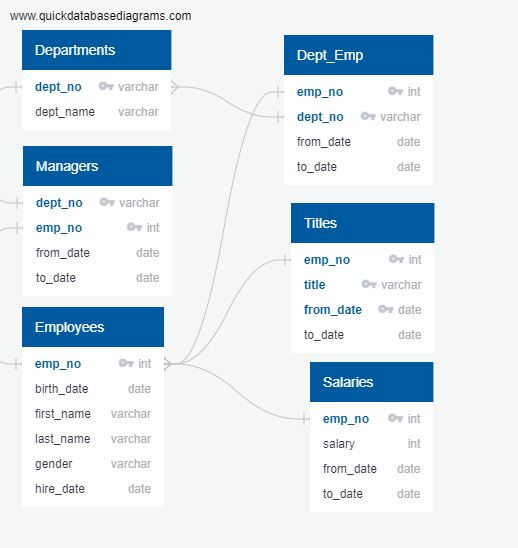 www.quickdatabasediagrams.com
Departments
dept_no varchar
dept_name varchar
Managers
dept_no varchar
emp_no int
from_date date
to_date date
Employees
emp_no int
birth_date date
first_name varchar
last_name varchar
gender varchar
hire_date date
Dept_Emp
emp_no int
dept_no varchar
from_date date
to_date date
Titles
emp_no int
title varchar
from_date date
to_date date
Salaries
emp_no int
salary int
from_date date
to_date date